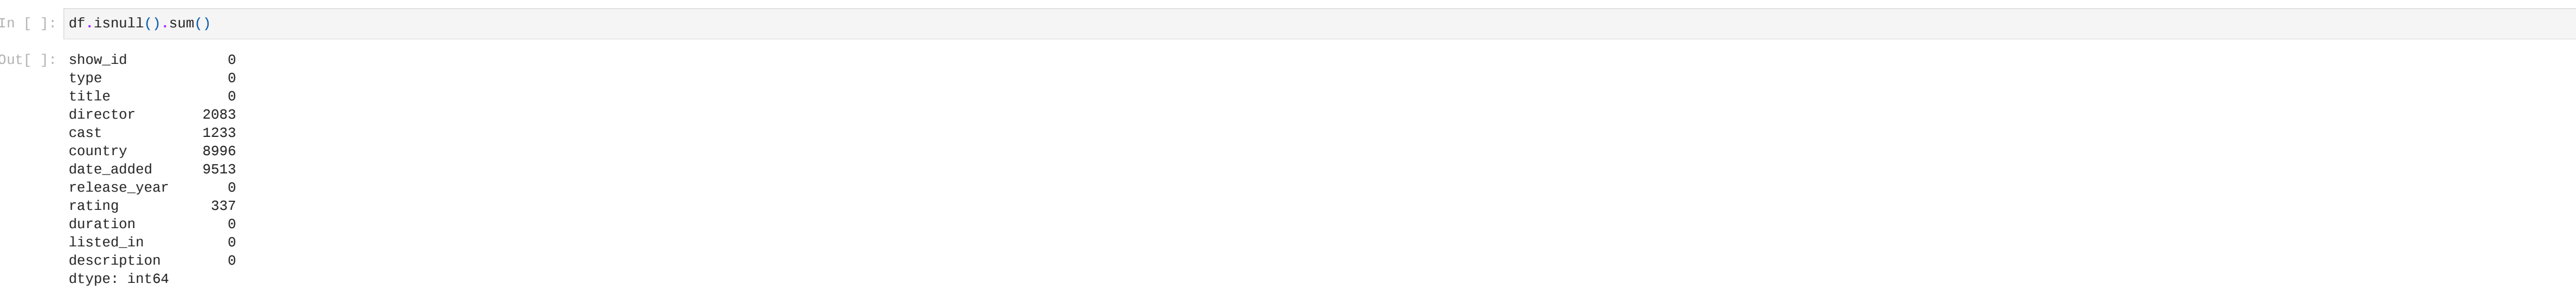 In [ ]: df.isnull().sum()
Out[ ]: show_id 0
type 0
title 0
director 2083
cast 1233
country 8996
date_added 9513
release_year 0
rating 337
duration 0
listed_in 0
description 0
dtype: int64